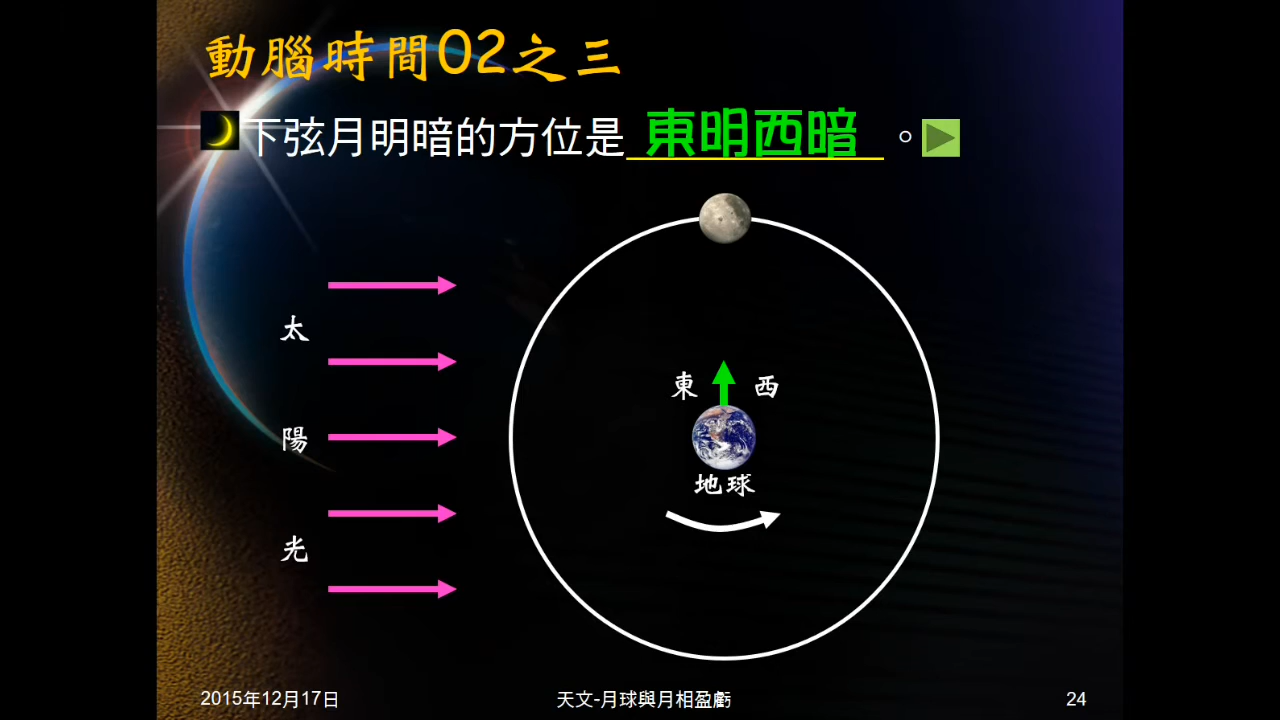 動腦時間02之三
下弦月明暗的方位是 東明西暗 。
太
陽
光
東 西
地球
2015年12月17日 天文-月球與月相盈虧 24